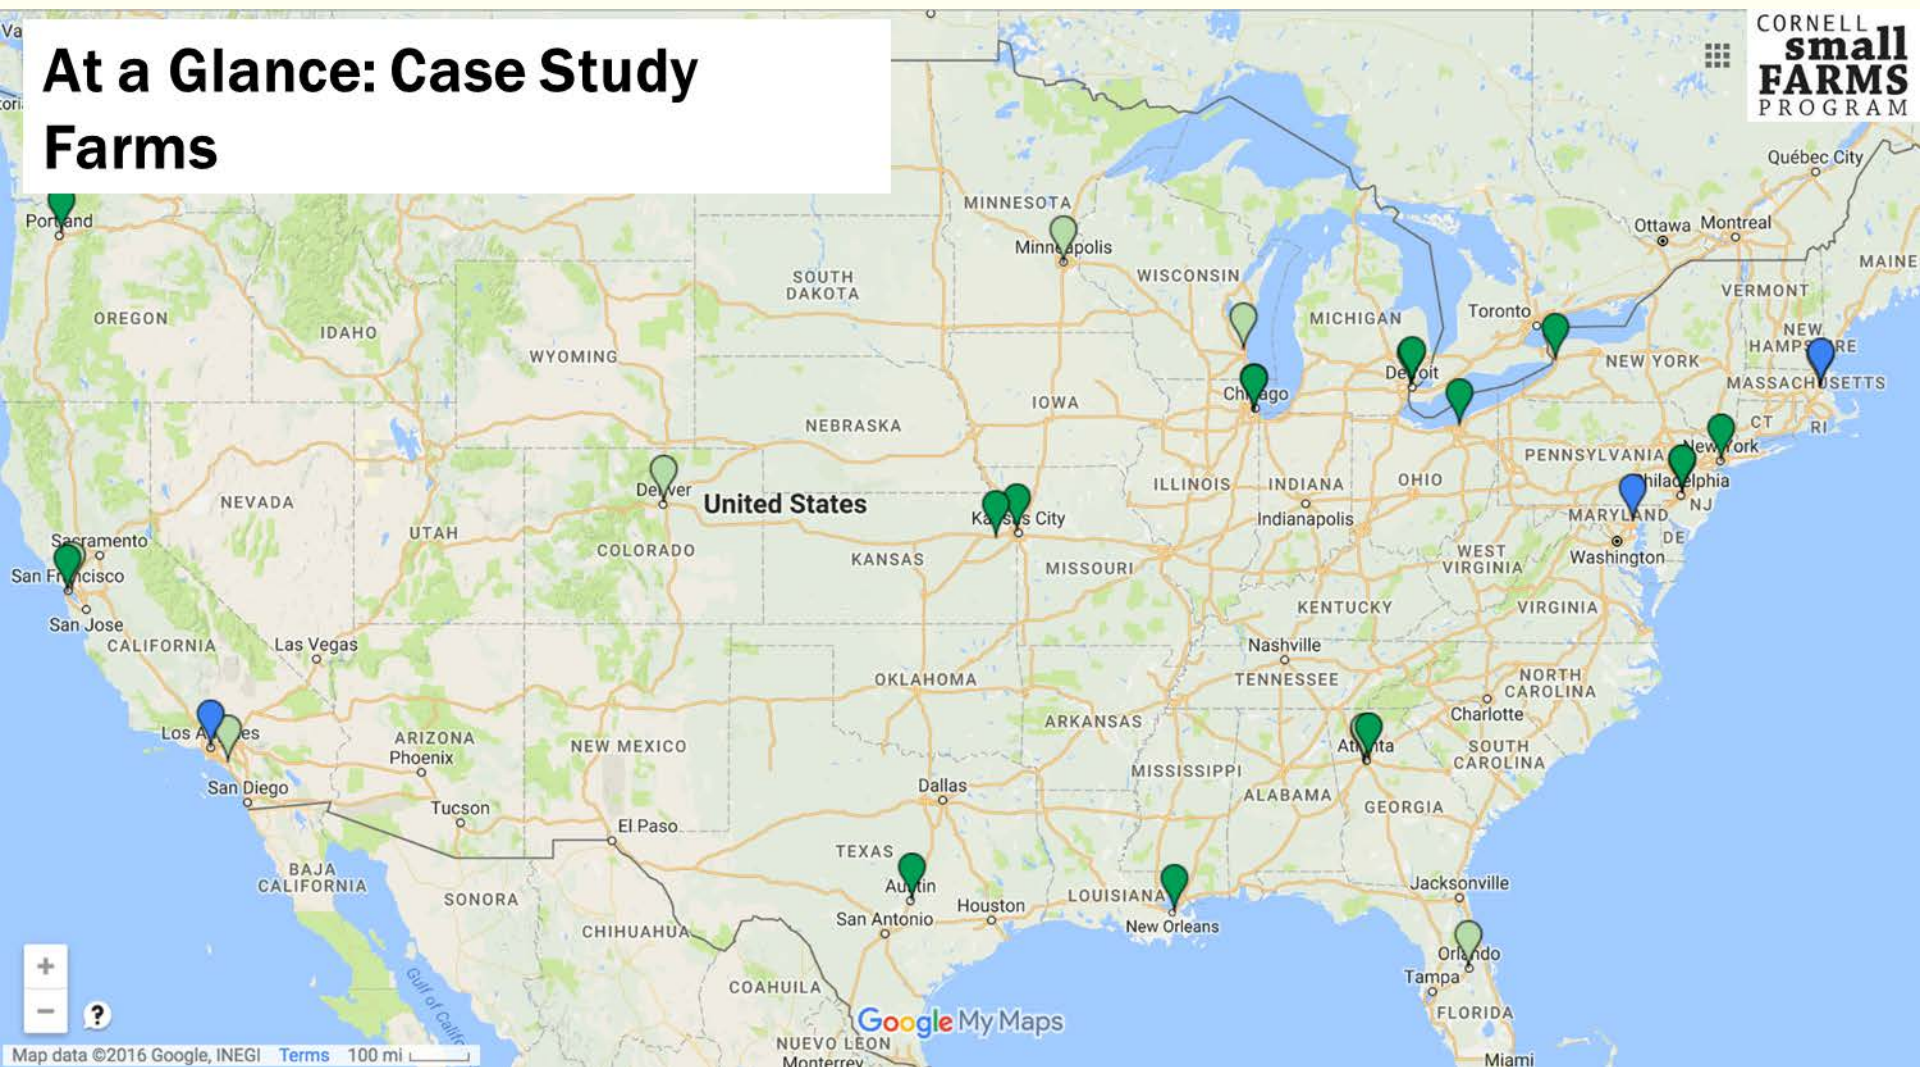 At a Glance: Case Study
Farms
CORNELL
small
FARMS
PROGRAM
Va
Québec City
Portland
MINNESOTA
Ottawa
Montreal
Minneapolis
WISCONSIN
MAINE
SOUTH
DAKOTA
VERMONT
OREGON
IDAHO
MICHIGAN
Toronto
NEW
HAMPSHIRE
WYOMING
NEW YORK
Detroit
MASSACHUSETTS
Chicago
IOWA
NEBRASKA
CT
RI
PENNSYLVANIA
New York
NEVADA
Denver
United States
ILLINOIS
INDIANA
OHIO
Philadelphia
NJ
Kansas City
Indianapolis
MARYLAND
UTAH
Sacramento
COLORADO
KANSAS
MISSOURI
WEST
VIRGINIA
DE
Washington
San Francisco
San Jose
KENTUCKY
VIRGINIA
CALIFORNIA
Las Vegas
Nashville
OKLAHOMA
TENNESSEE
NORTH
CAROLINA
Charlotte
Los Angeles
ARIZONA
Phoenix
NEW MEXICO
ARKANSAS
Atlanta
SOUTH
CAROLINA
MISSISSIPPI
San Diego
Dallas
ALABAMA
GEORGIA
Tucson
El Paso
TEXAS
BAJA
CALIFORNIA
SONORA
Austin
Jacksonville
LOUISIANA
Houston
San Antonio
New Orleans
CHIHUAHUA
Orlando
Tampa
COAHUILA
Gulf of Califo
FLORIDA
+
−
?
Google My Maps
NUEVO LEON
Monterrey
Miami
Map data ©2016 Google, INEGI Terms 100 mi